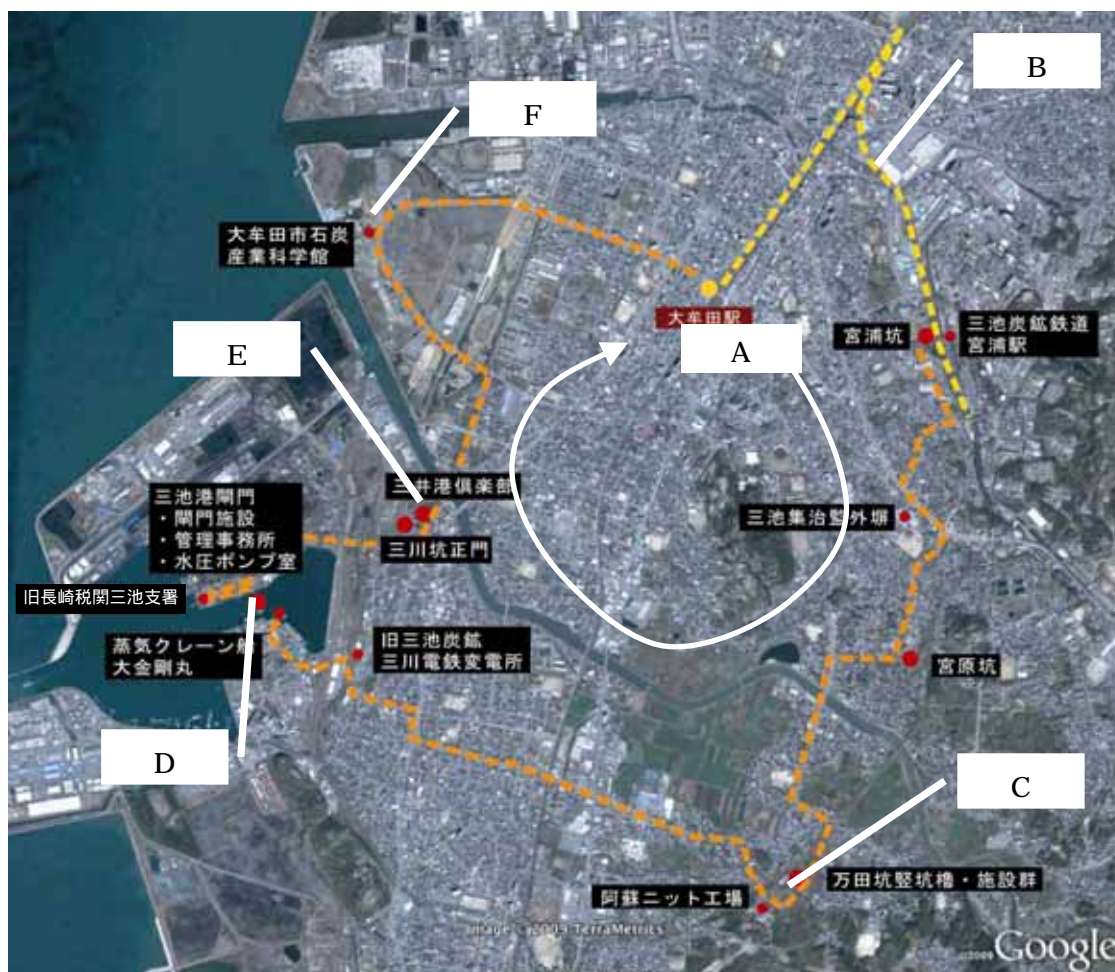 B
F
大牟田市石炭
産業科学館
大牟田駅
A
E
宮浦坑
三池炭鉱鉄道
宮浦駅
三井港倶楽部
三池港閘門
・閘門施設
・管理事務所
・水圧ポンプ室
三川坑正門
三池集治監外塀
旧長崎税関三池支署
蒸気クレーン船
大金剛丸
旧三池炭鉱
三川電鉄変電所
宮原坑
D
C
阿蘇ニット工場
万田坑竪坑櫓・施設群
Image ©2009 TerraMetrics
©2009 Google